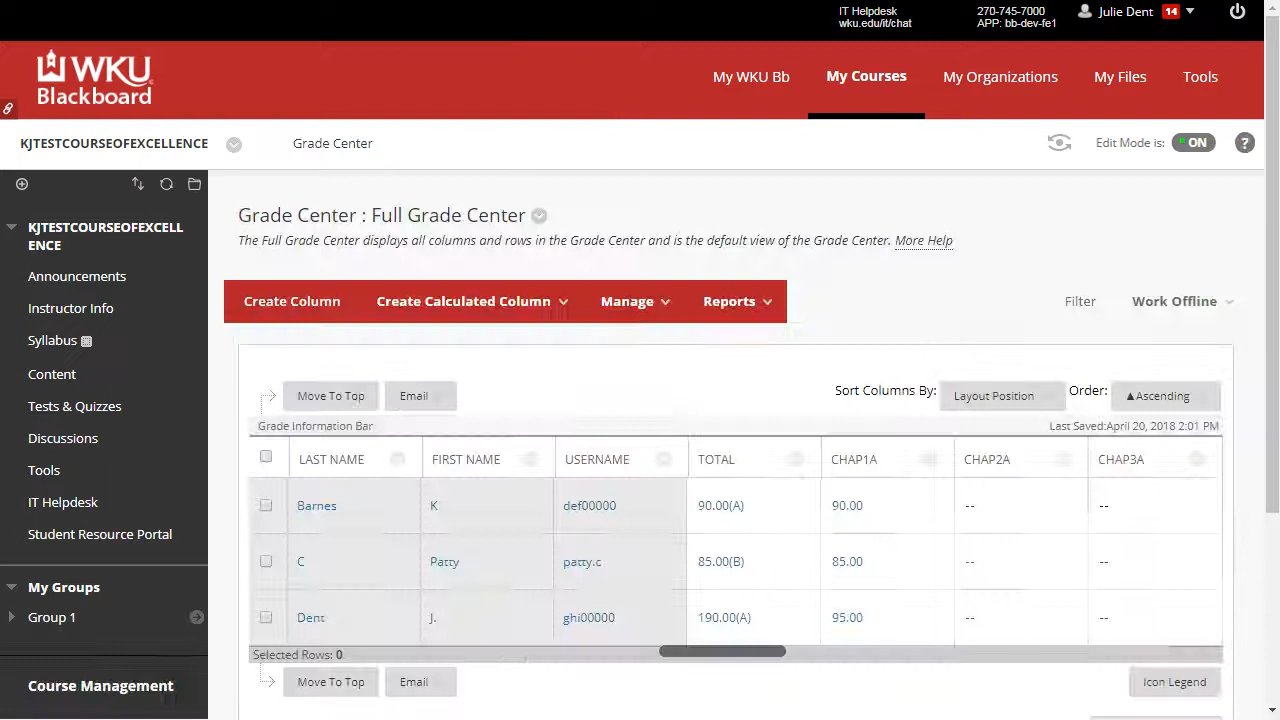 IT Helpdesk
wku.edu/it/chat
270-745-7000
APP: bb-dev-fe1
Julie Dent 14
WKU
Blackboard
My WKU Bb My Courses My Organizations My Files Tools
KJTESTCOURSEOFEXCELLENCE Grade Center Edit Mode is: ON ?
KJTESTCOURSEOFEXCELL
ENCE
Announcements
Instructor Info
Syllabus
Content
Tests & Quizzes
Discussions
Tools
IT Helpdesk
Student Resource Portal
My Groups
Group 1
Course Management
Grade Center : Full Grade Center
The Full Grade Center displays all columns and rows in the Grade Center and is the default view of the Grade Center. More Help
Create Column Create Calculated Column Manage Reports Filter Work Offline
Move To Top Email Sort Columns By: Layout Position Order: ▲Ascending
Grade Information Bar Last Saved:April 20, 2018 2:01 PM
LAST NAME FIRST NAME USERNAME TOTAL CHAP1A CHAP2A CHAP3A
Barnes K def00000 90.00(A) 90.00 -- --
C Patty patty.c 85.00(B) 85.00 -- --
Dent J. ghi00000 190.00(A) 95.00 -- --
Selected Rows: 0
Move To Top Email Icon Legend